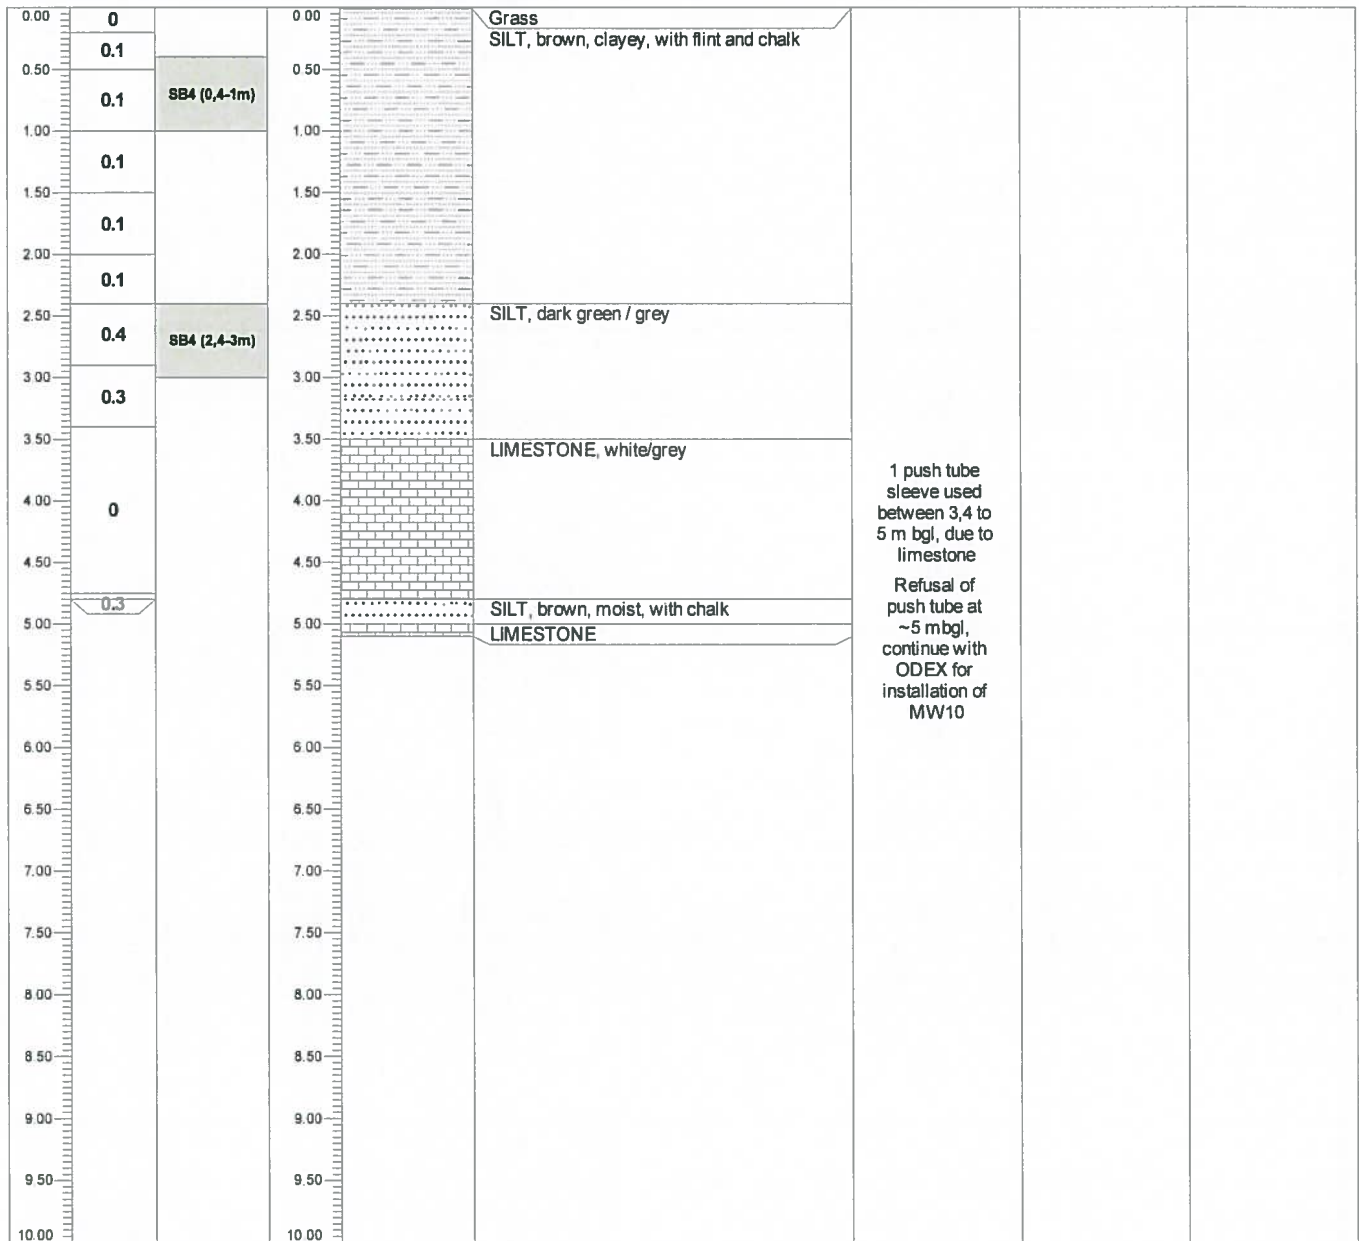 0.00
0.50
1.00
1.50
2.00
2.50
3.00
3.50
4.00
4.50
5.00
5.50
6.00
6.50
7.00
7.50
8.00
8.50
9.00
9.50
10.00
0
0.1
0.1
0.1
0.1
0.1
0.4
0.3
0
0.3
SB4 (0,4-1m)
SB4 (2,4-3m)
0.00
0.50
1.00
1.50
2.00
2.50
3.00
3.50
4.00
4.50
5.00
5.50
6.00
6.50
7.00
7.50
8.00
8.50
9.00
9.50
10.00
Grass
SILT, brown, clayey, with flint and chalk
SILT, dark green / grey
LIMESTONE, white/grey
SILT, brown, moist, with chalk
LIMESTONE
1 push tube
sleeve used
between 3,4 to
5 m bgl, due to
limestone
Refusal of
push tube at
~5 mbgl,
continue with
ODEX for
installation of
MW10